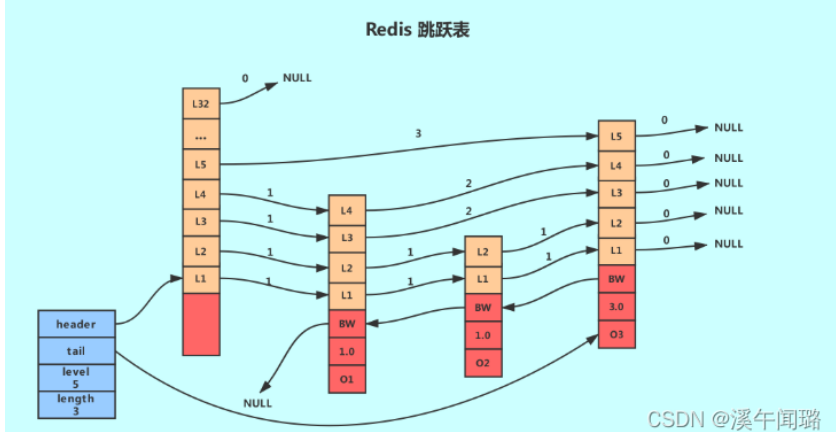 Redis 跳跃表
0
NULL
L32
...
L5
L4
L3
L2
L1
3
1
1
1
1
L4
L3
L2
L1
BW
1.0
O1
NULL
2
2
1
1
L2
L1
BW
1.0
O2
1
1
L5
L4
L3
L2
L1
BW
3.0
O3
0
NULL
0
NULL
0
NULL
0
NULL
0
NULL
header
tail
level
5
length
3
CSDN @溪午闻璐